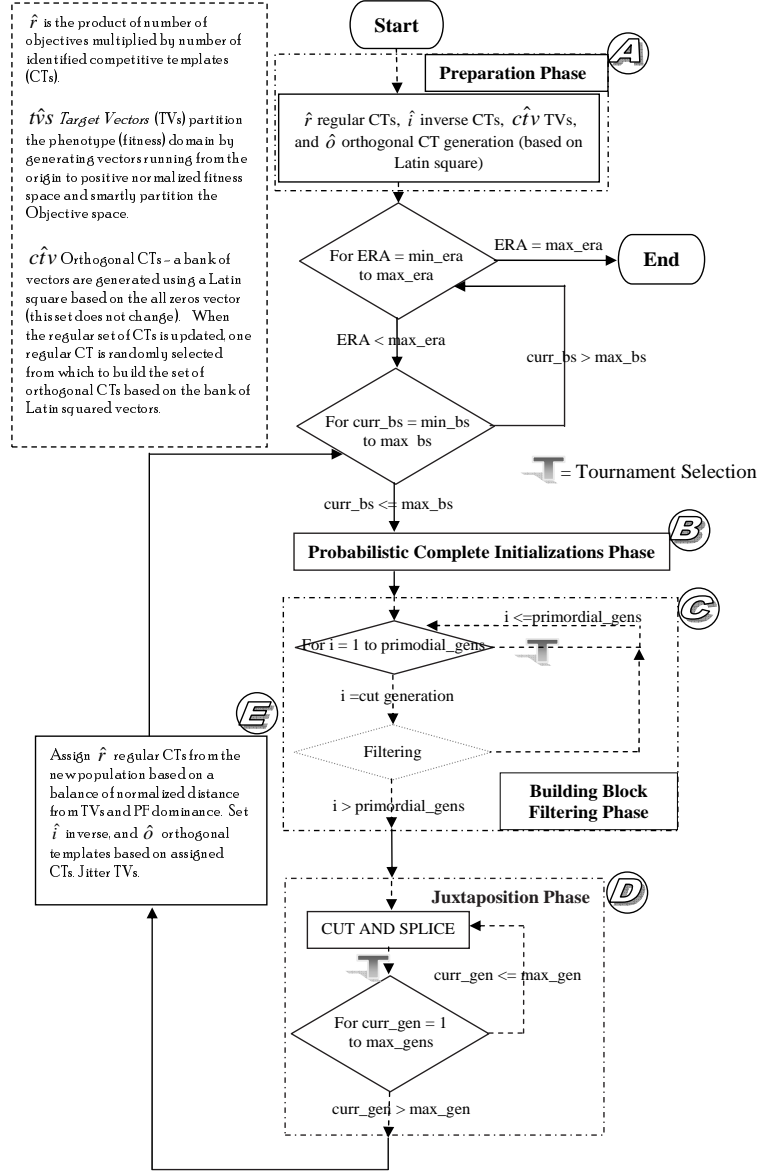 r̂ is the product of number of
objectives multiplied by number of
identified competitive templates
(CTs).
tv̂s Target Vectors (TVs) partition
the phenotype (fitness) domain by
generating vectors running from the
origin to positive normalized fitness
space and smartly partition the
Objective space.
ctv̂ Orthogonal CTs – a bank of
vectors are generated using a Latin
square based on the all zeros vector
(this set does not change). When
the regular set of CTs is updated, one
regular CT is randomly selected
from which to build the set of
orthogonal CTs based on the bank of
Latin squared vectors.
Start
A
Preparation Phase
r̂ regular CTs, î inverse CTs, ctv̂ TVs,
and ô orthogonal CT generation (based on
Latin square)
For ERA = min_era
to max_era
ERA = max_era
End
ERA < max_era
curr_bs > max_bs
For curr_bs = min_bs
to max_bs
T = Tournament Selection
curr_bs <= max_bs
B
Probabilistic Complete Initializations Phase
C
i <=primordial_gens
For i = 1 to primodial_gens
T
i =cut generation
Filtering
Building Block
Filtering Phase
i > primordial_gens
E
Assign r̂ regular CTs from the
new population based on a
balance of normalized distance
from TVs and PF dominance. Set
î inverse, and ô orthogonal
templates based on assigned
CTs. Jitter TVs.
D
Juxtaposition Phase
CUT AND SPLICE
T
curr_gen <= max_gen
For curr_gen = 1
to max_gens
curr_gen > max_gen